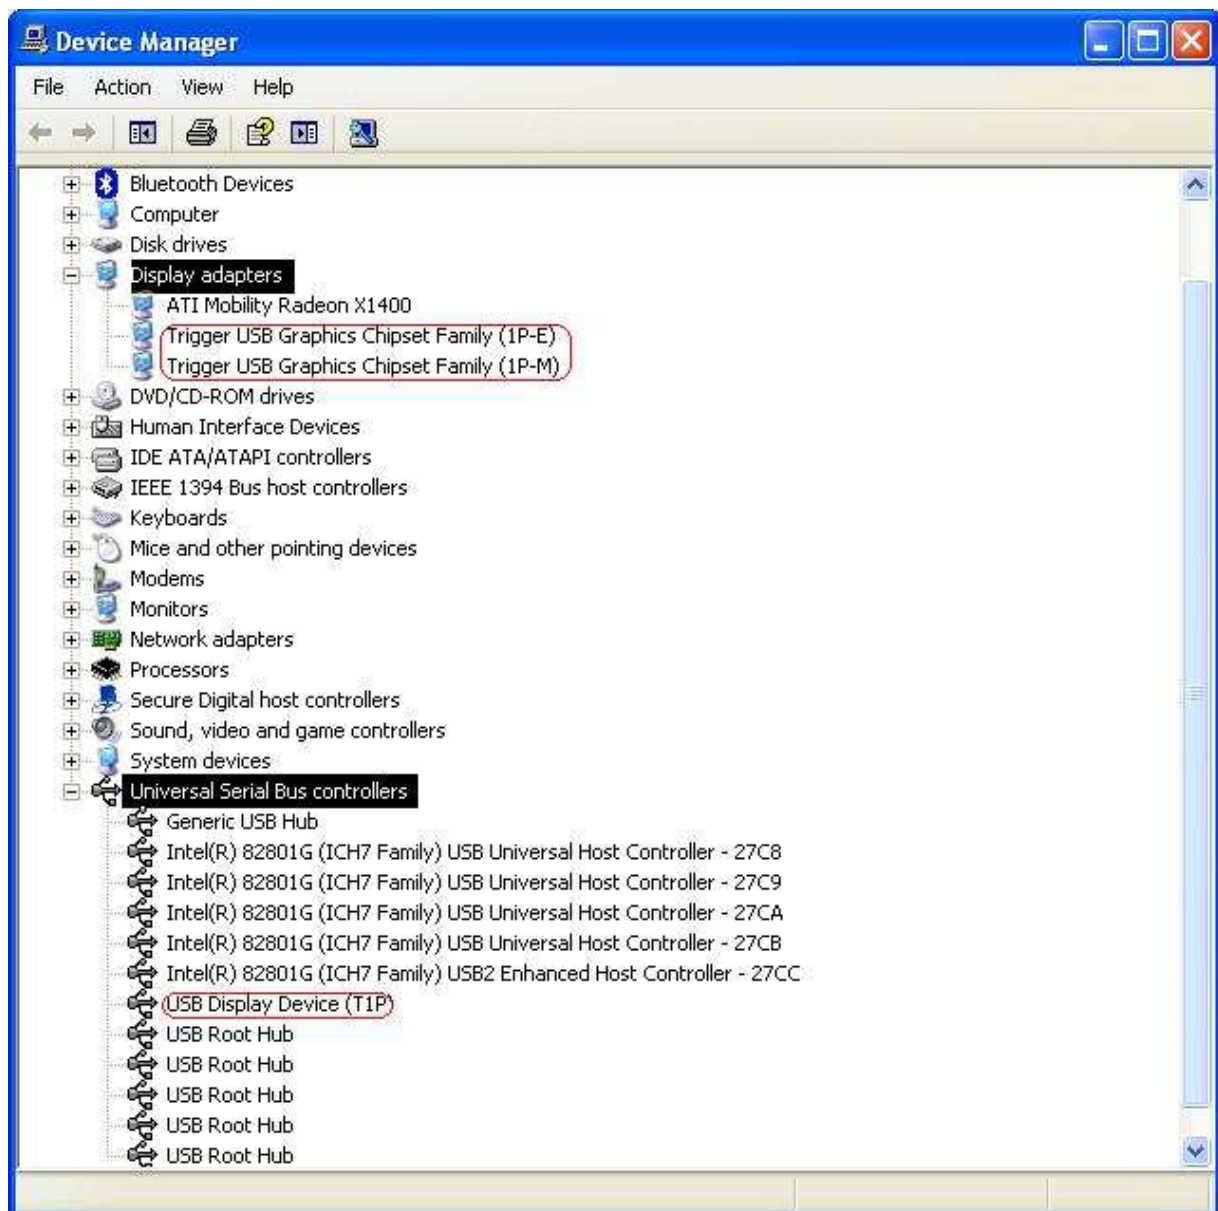 Device Manager
File Action View Help
Bluetooth Devices
Computer
Disk drives
Display adapters
ATI Mobility Radeon X1400
Trigger USB Graphics Chipset Family (1P-E)
Trigger USB Graphics Chipset Family (1P-M)
DVD/CD-ROM drives
Human Interface Devices
IDE ATA/ATAPI controllers
IEEE 1394 Bus host controllers
Keyboards
Mice and other pointing devices
Modems
Monitors
Network adapters
Processors
Secure Digital host controllers
Sound, video and game controllers
System devices
Universal Serial Bus controllers
Generic USB Hub
Intel(R) 82801G (ICH7 Family) USB Universal Host Controller - 27C8
Intel(R) 82801G (ICH7 Family) USB Universal Host Controller - 27C9
Intel(R) 82801G (ICH7 Family) USB Universal Host Controller - 27CA
Intel(R) 82801G (ICH7 Family) USB Universal Host Controller - 27CB
Intel(R) 82801G (ICH7 Family) USB2 Enhanced Host Controller - 27CC
USB Display Device (T1P)
USB Root Hub
USB Root Hub
USB Root Hub
USB Root Hub
USB Root Hub